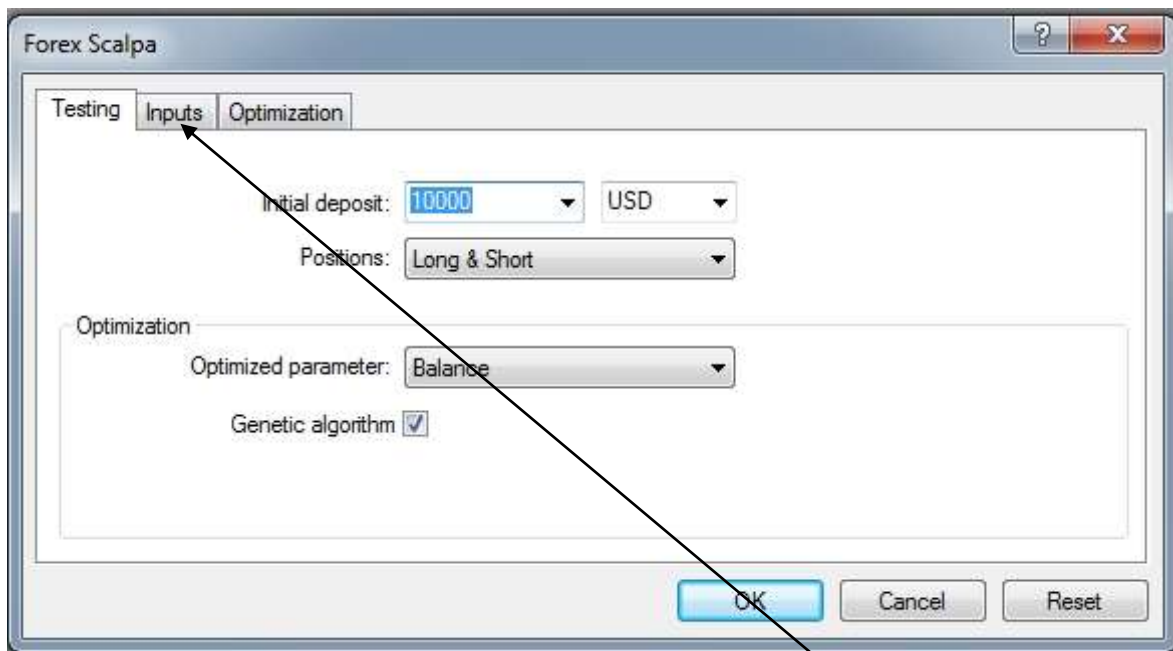 Forex Scalpa
Testing Inputs Optimization
Initial deposit: 10000 USD
Positions: Long & Short
Optimization
Optimized parameter: Balance
Genetic algorithm
OK Cancel Reset